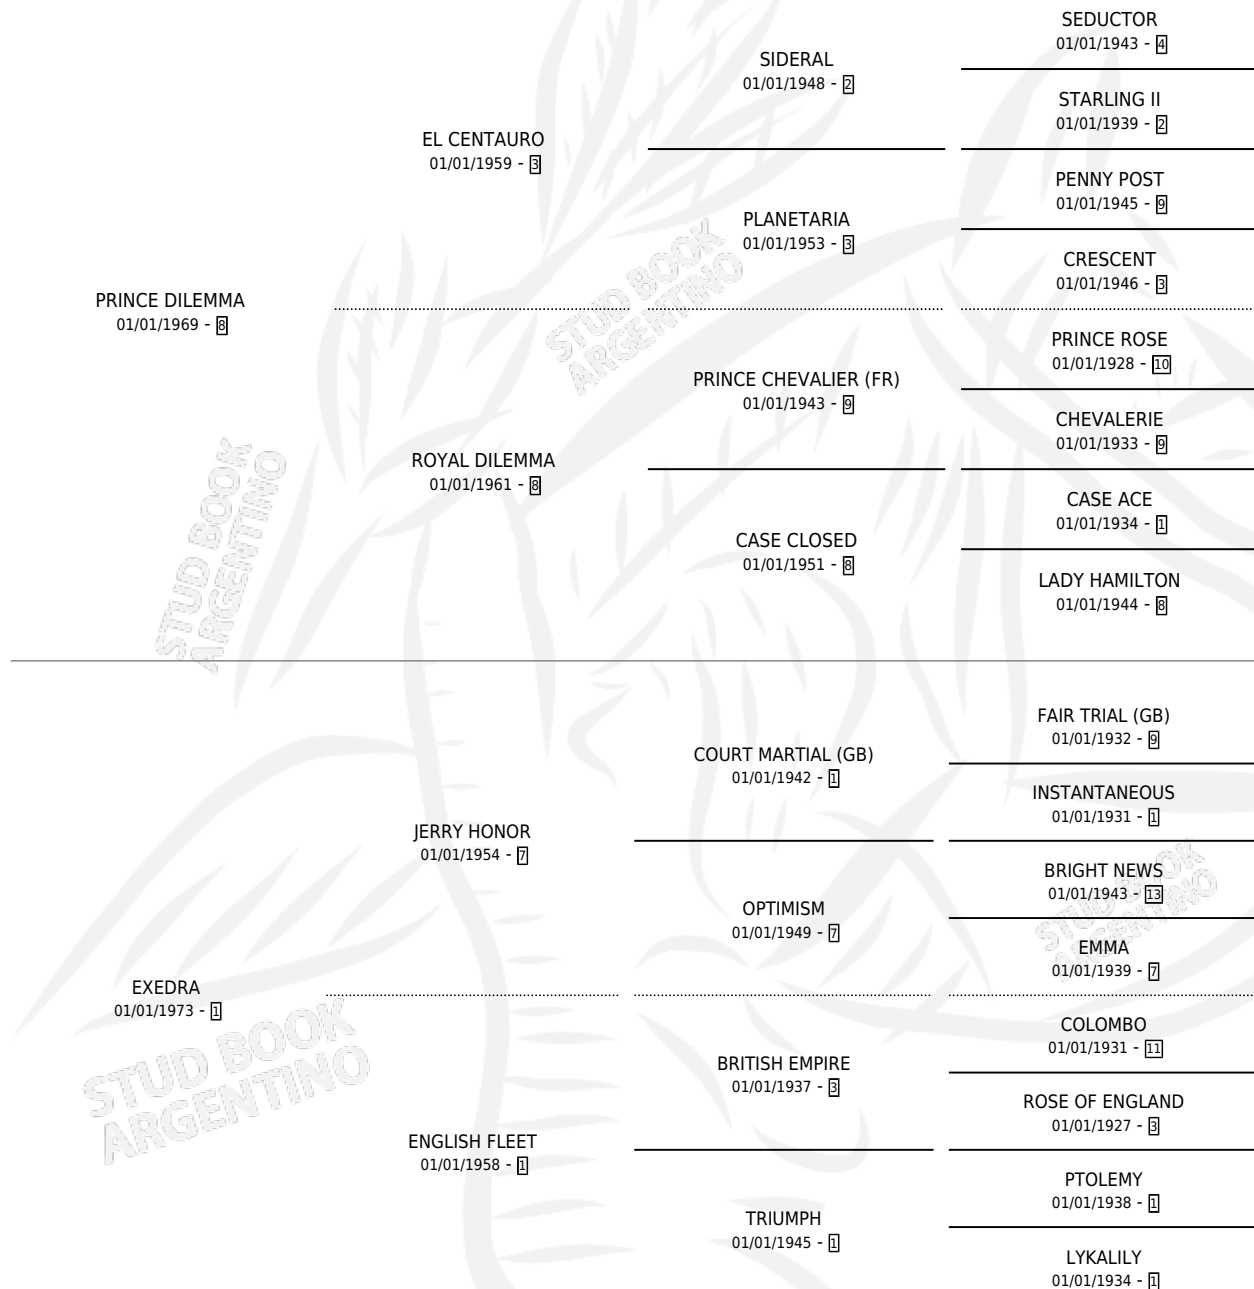 SEDUCTOR
01/01/1943 - 4
SIDERAL
01/01/1948 - 2
STARLING II
01/01/1939 - 2
EL CENTAURO
01/01/1959 - 3
PENNY POST
01/01/1945 - 9
PLANETARIA
01/01/1953 - 3
CRESCENT
01/01/1946 - 3
PRINCE DILEMMA
01/01/1969 - 8
PRINCE ROSE
01/01/1928 - 10
PRINCE CHEVALIER (FR)
01/01/1943 - 9
CHEVALERIE
01/01/1933 - 9
ROYAL DILEMMA
01/01/1961 - 8
CASE ACE
01/01/1934 - 1
CASE CLOSED
01/01/1951 - 8
LADY HAMILTON
01/01/1944 - 8
FAIR TRIAL (GB)
01/01/1932 - 9
COURT MARTIAL (GB)
01/01/1942 - 1
INSTANTANEOUS
01/01/1931 - 1
JERRY HONOR
01/01/1954 - 7
BRIGHT NEWS
01/01/1943 - 13
OPTIMISM
01/01/1949 - 7
EMMA
01/01/1939 - 7
EXEDRA
01/01/1973 - 1
COLOMBO
01/01/1931 - 11
BRITISH EMPIRE
01/01/1937 - 3
ROSE OF ENGLAND
01/01/1927 - 3
ENGLISH FLEET
01/01/1958 - 1
PTOLEMY
01/01/1938 - 1
TRIUMPH
01/01/1945 - 1
LYKALILY
01/01/1934 - 1
STUD BOOK
ARGENTINO
STUD BOOK
ARGENTINO
STUD BOOK
ARGENTINO
STUD BOOK
ARGENTINO